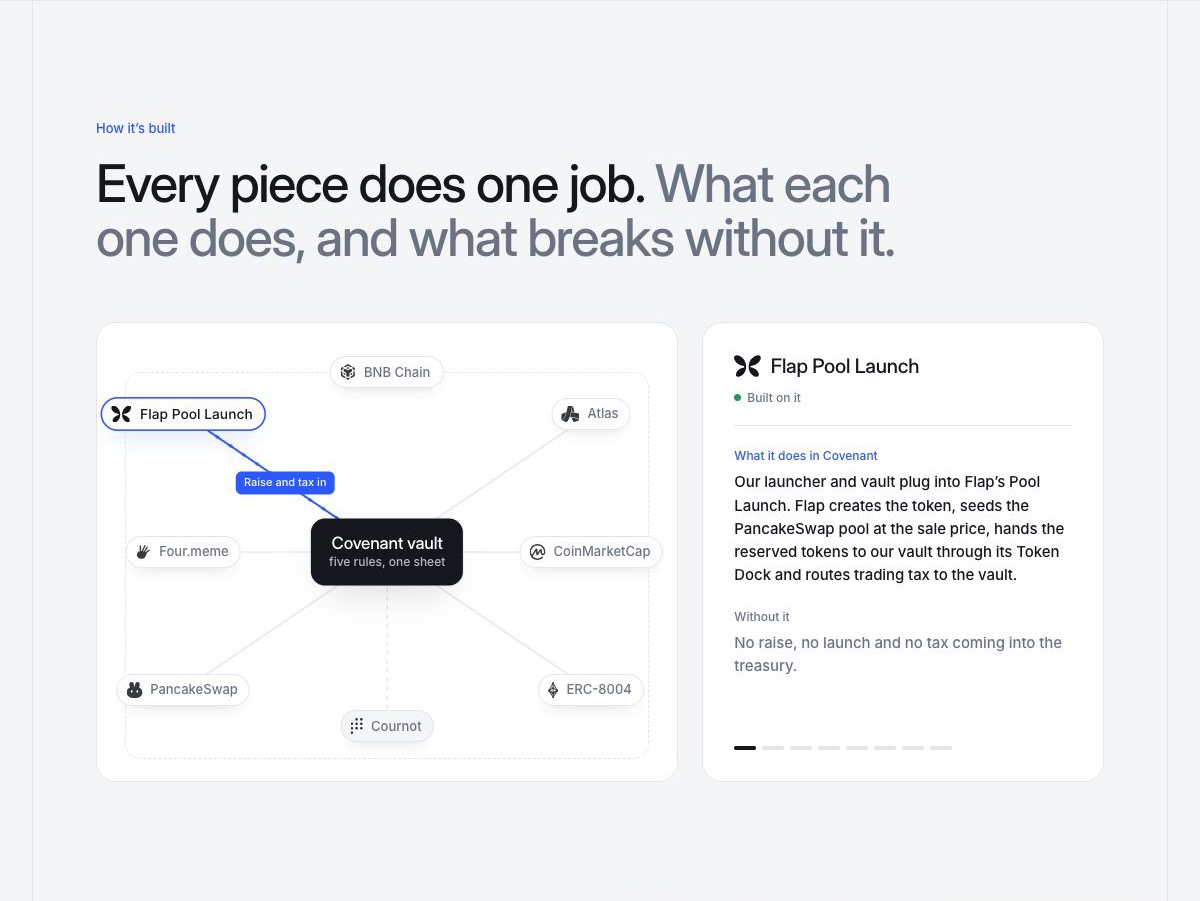 How it’s built
Every piece does one job. What each
one does, and what breaks without it.
BNB Chain
Flap Pool Launch
Atlas
Raise and tax in
Covenant vault
five rules, one sheet
Four.meme
CoinMarketCap
PancakeSwap
ERC-8004
Cournot
Flap Pool Launch
Built on it
What it does in Covenant
Our launcher and vault plug into Flap’s Pool
Launch. Flap creates the token, seeds the
PancakeSwap pool at the sale price, hands the
reserved tokens to our vault through its Token
Dock and routes trading tax to the vault.
Without it
No raise, no launch and no tax coming into the
treasury.